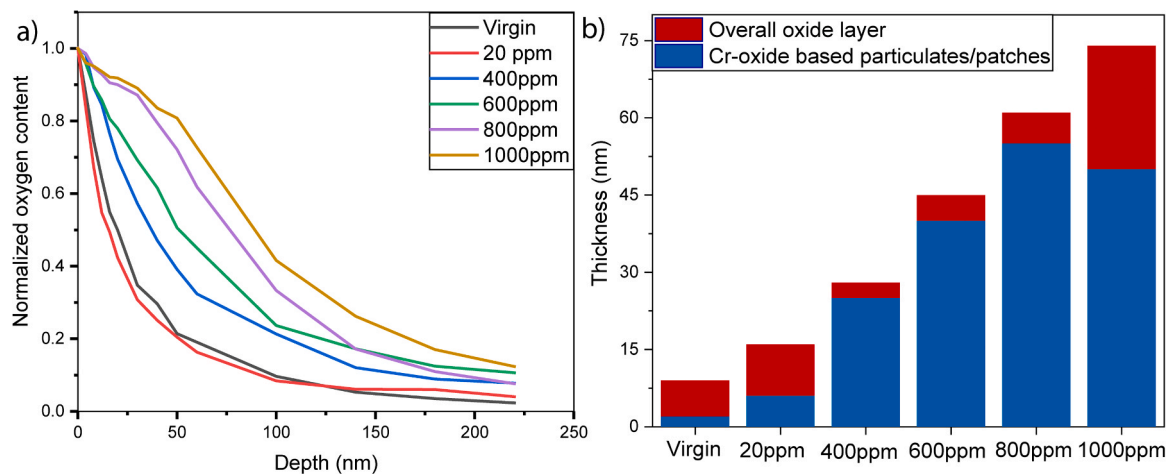 a)
Virgin
20 ppm
400ppm
600ppm
800ppm
1000ppm
Normalized oxygen content
1.0
0.8
0.6
0.4
0.2
0.0
0
50
100
150
200
250
Depth (nm)
b)
Overall oxide layer
Cr-oxide based particulates/patches
Thickness (nm)
75
60
45
30
15
0
Virgin
20ppm
400ppm
600ppm
800ppm
1000ppm